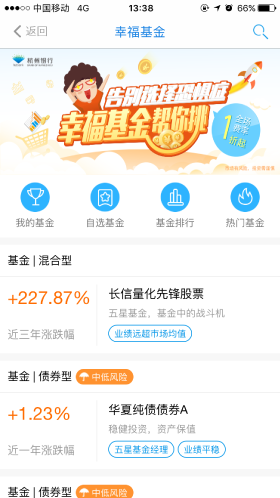 中国移动 4G 13:38 66%
返回 幸福基金
杭州银行
告别选择恐惧症
幸福基金帮你挑
全场
费率
1折起
我的基金 自选基金 基金排行 热门基金
基金 | 混合型
+227.87% 长信量化先锋股票
五星基金，基金中的战斗机
近三年涨跌幅 业绩远超市场均值
基金 | 债券型 中低风险
+1.23% 华夏纯债债券A
稳健投资，资产保值
近一年涨跌幅 五星基金经理 业绩平稳
基金 | 债券型 中低风险